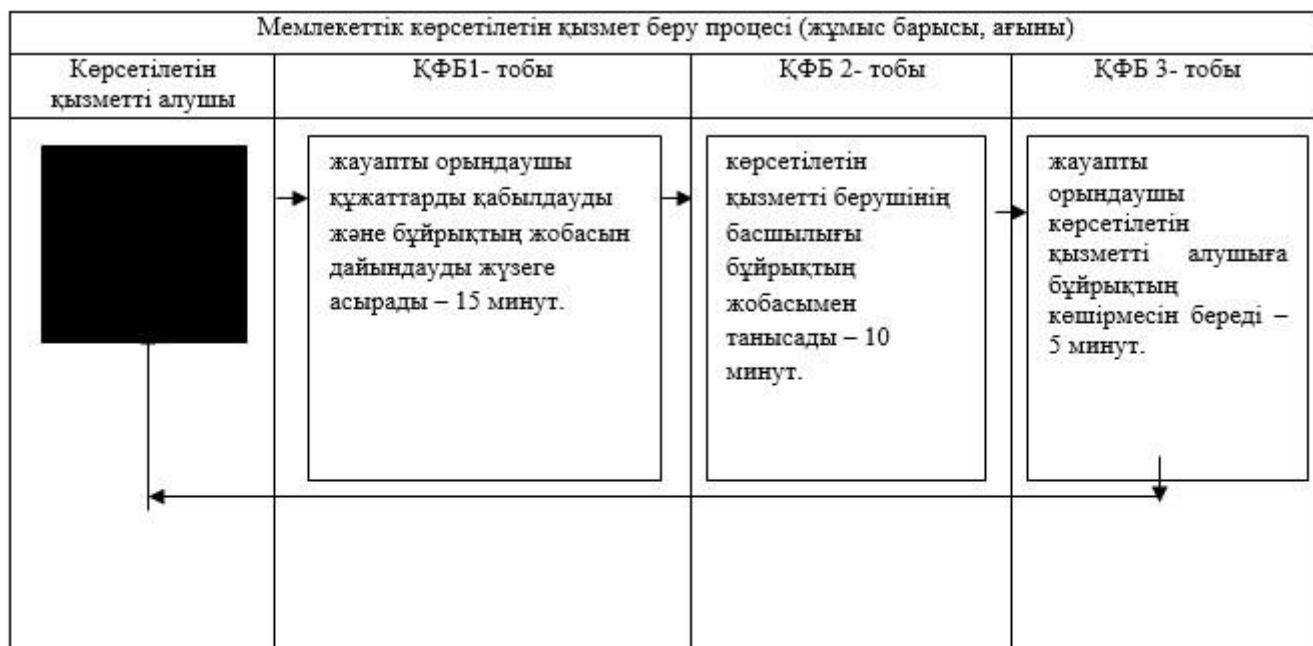 Мемлекеттік көрсетілетін қызмет беру процесі (жұмыс барысы, ағыны)
Көрсетілетін
қызметті алушы
ҚФБ1- тобы
ҚФБ 2- тобы
ҚФБ 3- тобы
жауапты орындаушы
құжаттарды қабылдауды
және бұйрықтың жобасын
дайындауды жүзеге
асырады – 15 минут.
көрсетілетін
қызметті берушінің
басшылығы
бұйрықтың
жобасымен
танысады – 10
минут.
жауапты
орындаушы
көрсетілетін
қызметті алушыға
бұйрықтың
көшірмесін береді –
5 минут.